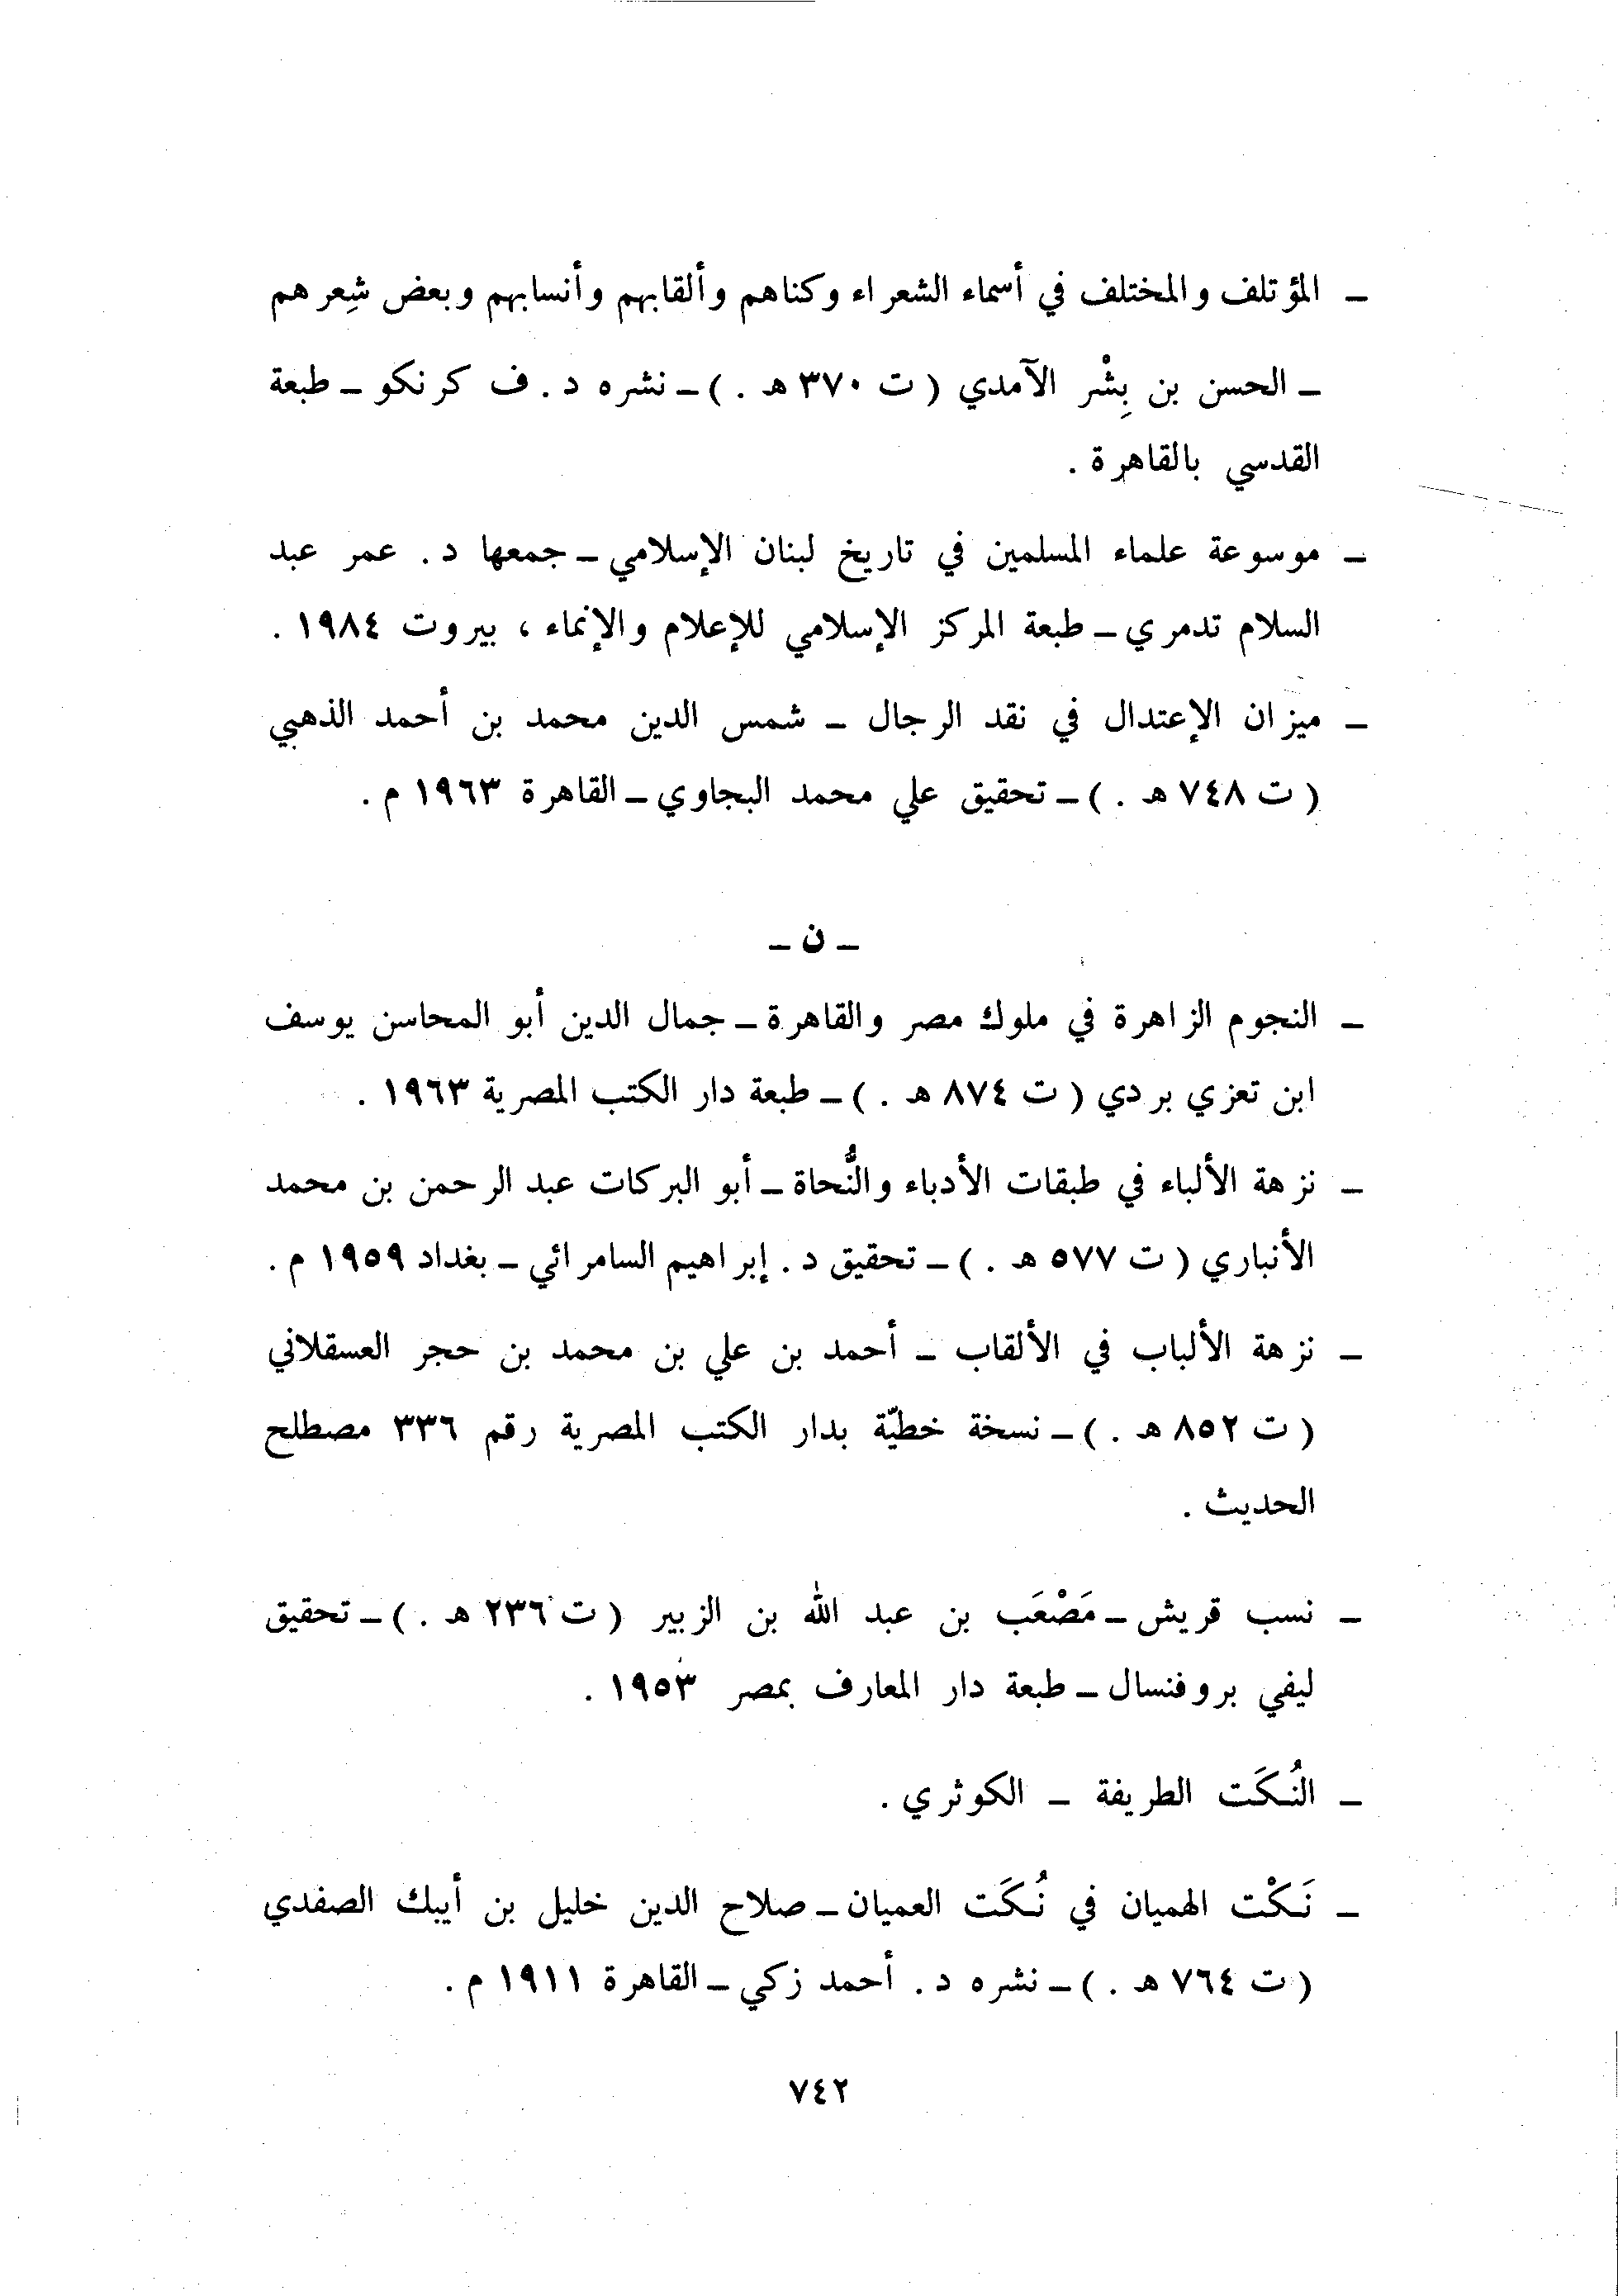 ـ المؤتلف والمختلف في أسماء الشعراء وكناهم وألقابهم وأنسابهم وبعض شِعرهم
ـ الحسن بن بِشْر الآمدي ( ت ٣٧٠ هـ . ) ـ نشره د . ف كرنكو ـ طبعة
القدسي بالقاهرة .
ـ موسوعة علماء المسلمين في تاريخ لبنان الإسلامي ـ جمعها د . عمر عبد
السلام تدمري ـ طبعة المركز الإسلامي للإعلام والإنماء ، بيروت ١٩٨٤ .
ـ ميزان الإعتدال في نقد الرجال ـ شمس الدين محمد بن أحمد الذهبي
( ت ٧٤٨ هـ . ) ـ تحقيق علي محمد البجاوي ـ القاهرة ١٩٦٣ م .
ـ ن ـ
ـ النجوم الزاهرة في ملوك مصر والقاهرة ـ جمال الدين أبو المحاسن يوسف
ابن تعزي بردي ( ت ٨٧٤ هـ . ) ـ طبعة دار الكتب المصرية ١٩٦٣ .
ـ نزهة الألباء في طبقات الأدباء والنُّحاة ـ أبو البركات عبد الرحمن بن محمد
الأنباري ( ت ٥٧٧ هـ . ) ـ تحقيق د . إبراهيم السامرائي ـ بغداد ١٩٥٩ م .
ـ نزهة الألباب في الألقاب ـ أحمد بن علي بن محمد بن حجر العسقلاني
( ت ٨٥٢ هـ . ) ـ نسخة خطيّة بدار الكتب المصرية رقم ٣٣٦ مصطلح
الحديث .
ـ نسب قريش ـ مَصْعَب بن عبد الله بن الزبير ( ت ٢٣٦ هـ . ) ـ تحقيق
ليفي بروفنسال ـ طبعة دار المعارف بمصر ١٩٥٣ .
ـ النُكَت الطريفة ـ الكوثري .
ـ نَكْت الهميان في نُكَت العميان ـ صلاح الدين خليل بن أيبك الصفدي
( ت ٧٦٤ هـ . ) ـ نشره د . أحمد زكي ـ القاهرة ١٩١١ م .
٧٤٢